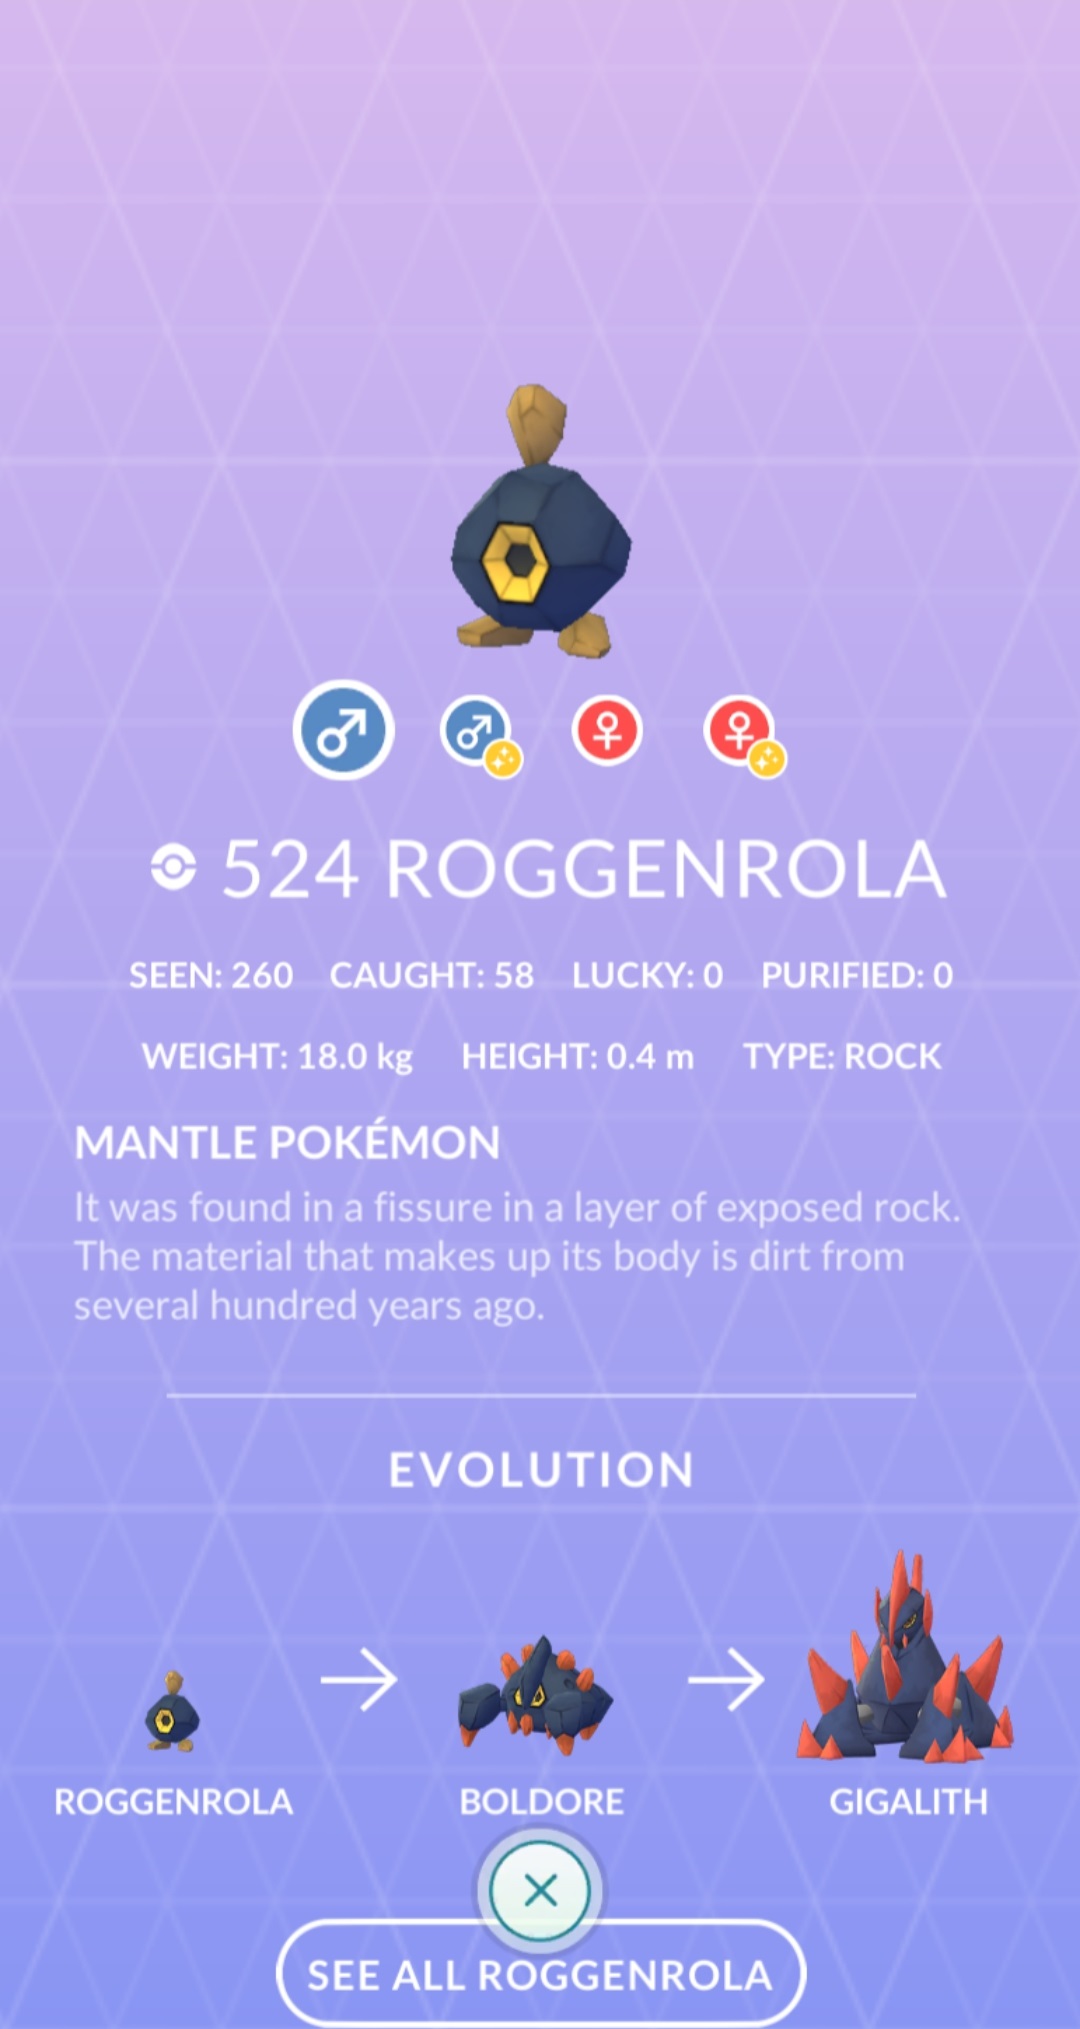 524 ROGGENROLA
SEEN: 260 CAUGHT: 58 LUCKY: 0 PURIFIED: 0
WEIGHT: 18.0 kg HEIGHT: 0.4 m TYPE: ROCK
MANTLE POKÉMON
It was found in a fissure in a layer of exposed rock.
The material that makes up its body is dirt from
several hundred years ago.
EVOLUTION
ROGGENROLA BOLDORE GIGALITH
SEE ALL ROGGENROLA